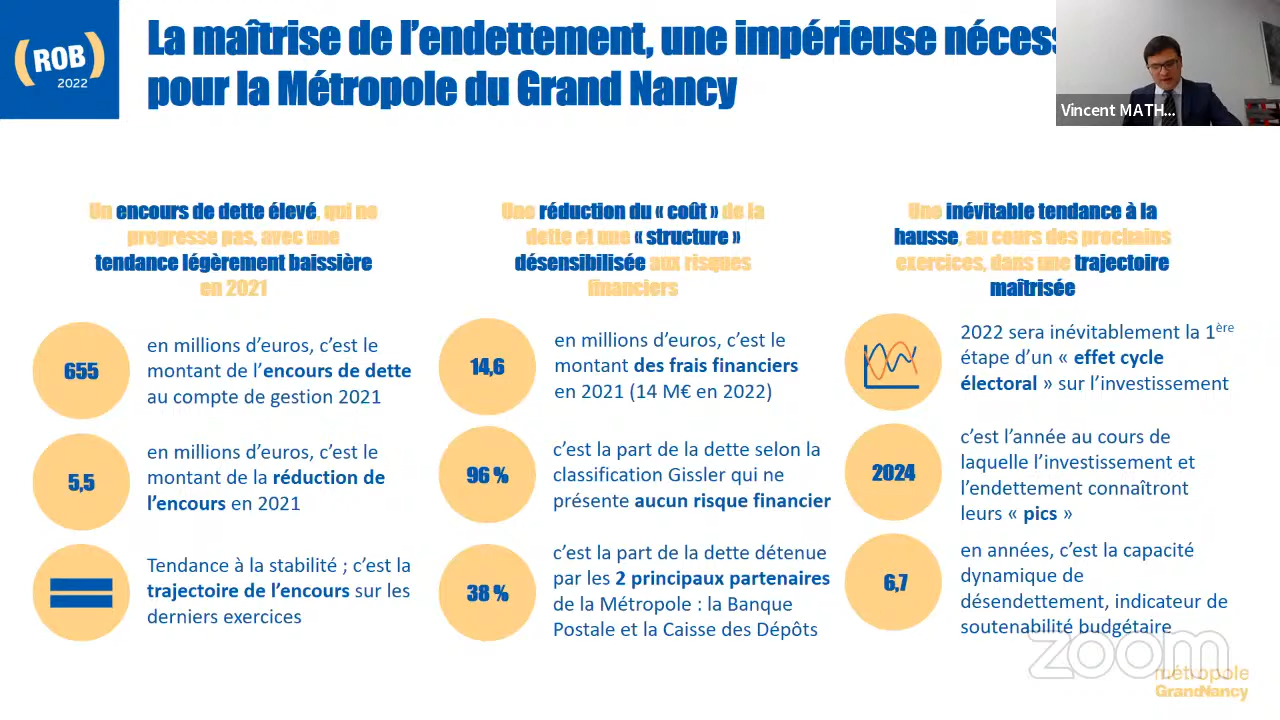 (ROB)
2022
La maîtrise de l'endettement, une impérieuse
pour la Métropole du Grand Nancy
Vincent MATH...
Un encours de dette élevé, qui ne
progresse pas, avec une
tendance légèrement baissière
en 2021
655
en millions d'euros, c'est le
montant de l'encours de dette
au compte de gestion 2021
5,5
en millions d'euros, c'est le
montant de la réduction de
l'encours en 2021
Tendance à la stabilité ; c'est la
trajectoire de l'encours sur les
derniers exercices
Une réduction du « coût » de la
dette et une « structure »
désensibilisée aux risques
financiers
14,6
en millions d'euros, c'est le
montant des frais financiers
en 2021 (14 M€ en 2022)
96 %
c'est la part de la dette selon la
classification Gissler qui ne
présente aucun risque financier
38 %
c'est la part de la dette détenue
par les 2 principaux partenaires
de la Métropole : la Banque
Postale et la Caisse des Dépôts
Une inévitable tendance à la
hausse, au cours des prochains
exercices, dans une trajectoire
maîtrisée
2022 sera inévitablement la 1ère
étape d'un « effet cycle
électoral » sur l'investissement
2024
c'est l'année au cours de
laquelle l'investissement et
l'endettement connaîtront
leurs « pics »
6,7
en années, c'est la capacité
dynamique de
désendettement, indicateur de
soutenabilité budgétaire
zoom
métropole
GrandNancy